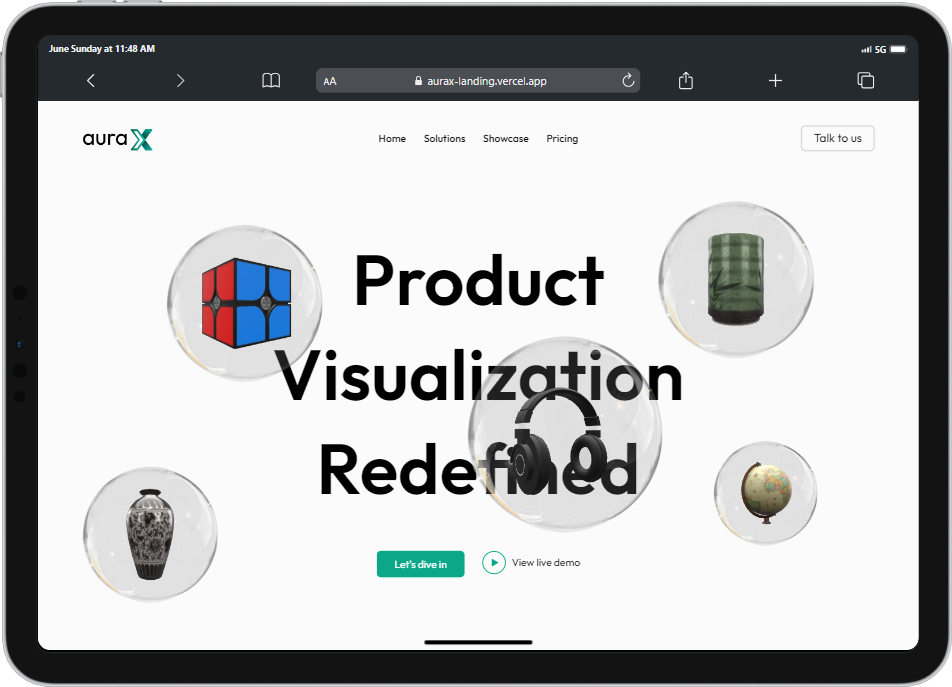 June Sunday at 11:48 AM
5G
AA
aurax-landing.vercel.app
auraX
Home Solutions Showcase Pricing
Talk to us
Product
Visualization
Redefined
Let's dive in
View live demo